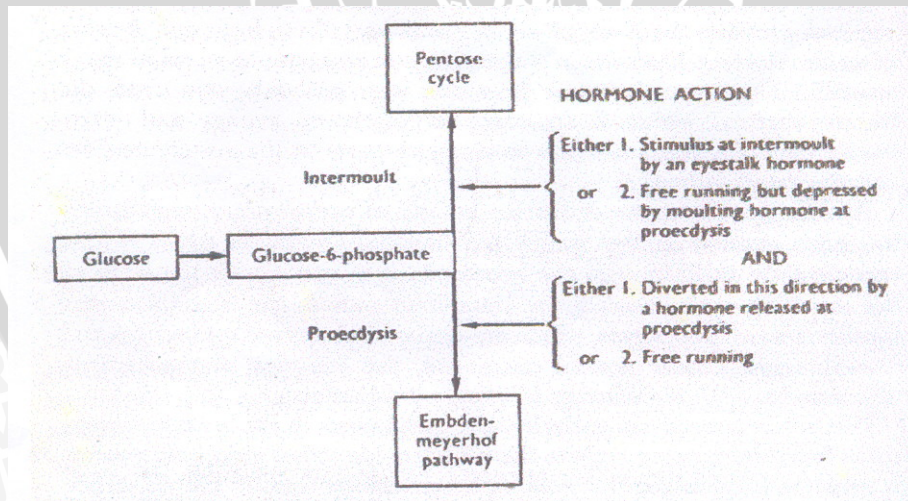 Pentose
cycle
HORMONE ACTION
Either 1. Stimulus at intermoult
by an eyestalk hormone
or 2. Free running but depressed
by moulting hormone at
proecdysis
Intermoult
Glucose
Glucose-6-phosphate
AND
Either 1. Diverted in this direction by
a hormone released at
proecdysis
or 2. Free running
Proecdysis
Embden-
meyerhof
pathway